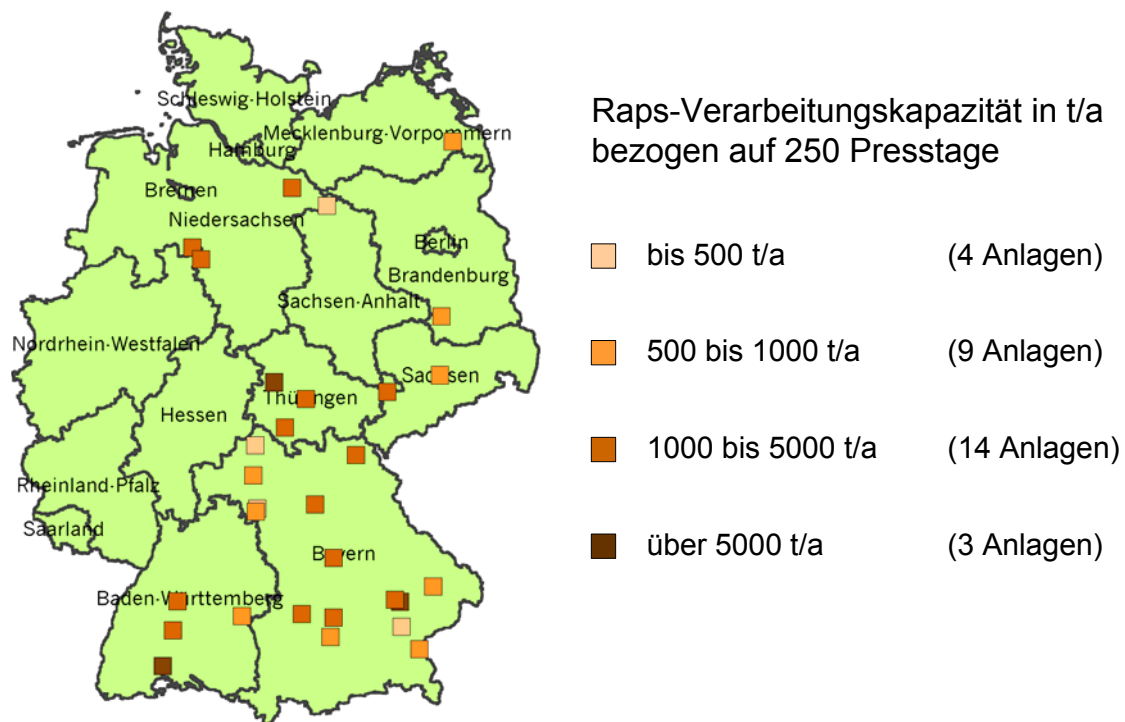 Schleswig-Holstein
Mecklenburg-Vorpommern
Hamburg
Bremen
Niedersachsen
Berlin
Brandenburg
Sachsen-Anhalt
Nordrhein-Westfalen
Sachsen
Thüringen
Hessen
Rheinland-Pfalz
Saarland
Bayern
Baden-Württemberg
Raps-Verarbeitungskapazität in t/a
bezogen auf 250 Presstage
bis 500 t/a (4 Anlagen)
500 bis 1000 t/a (9 Anlagen)
1000 bis 5000 t/a (14 Anlagen)
über 5000 t/a (3 Anlagen)